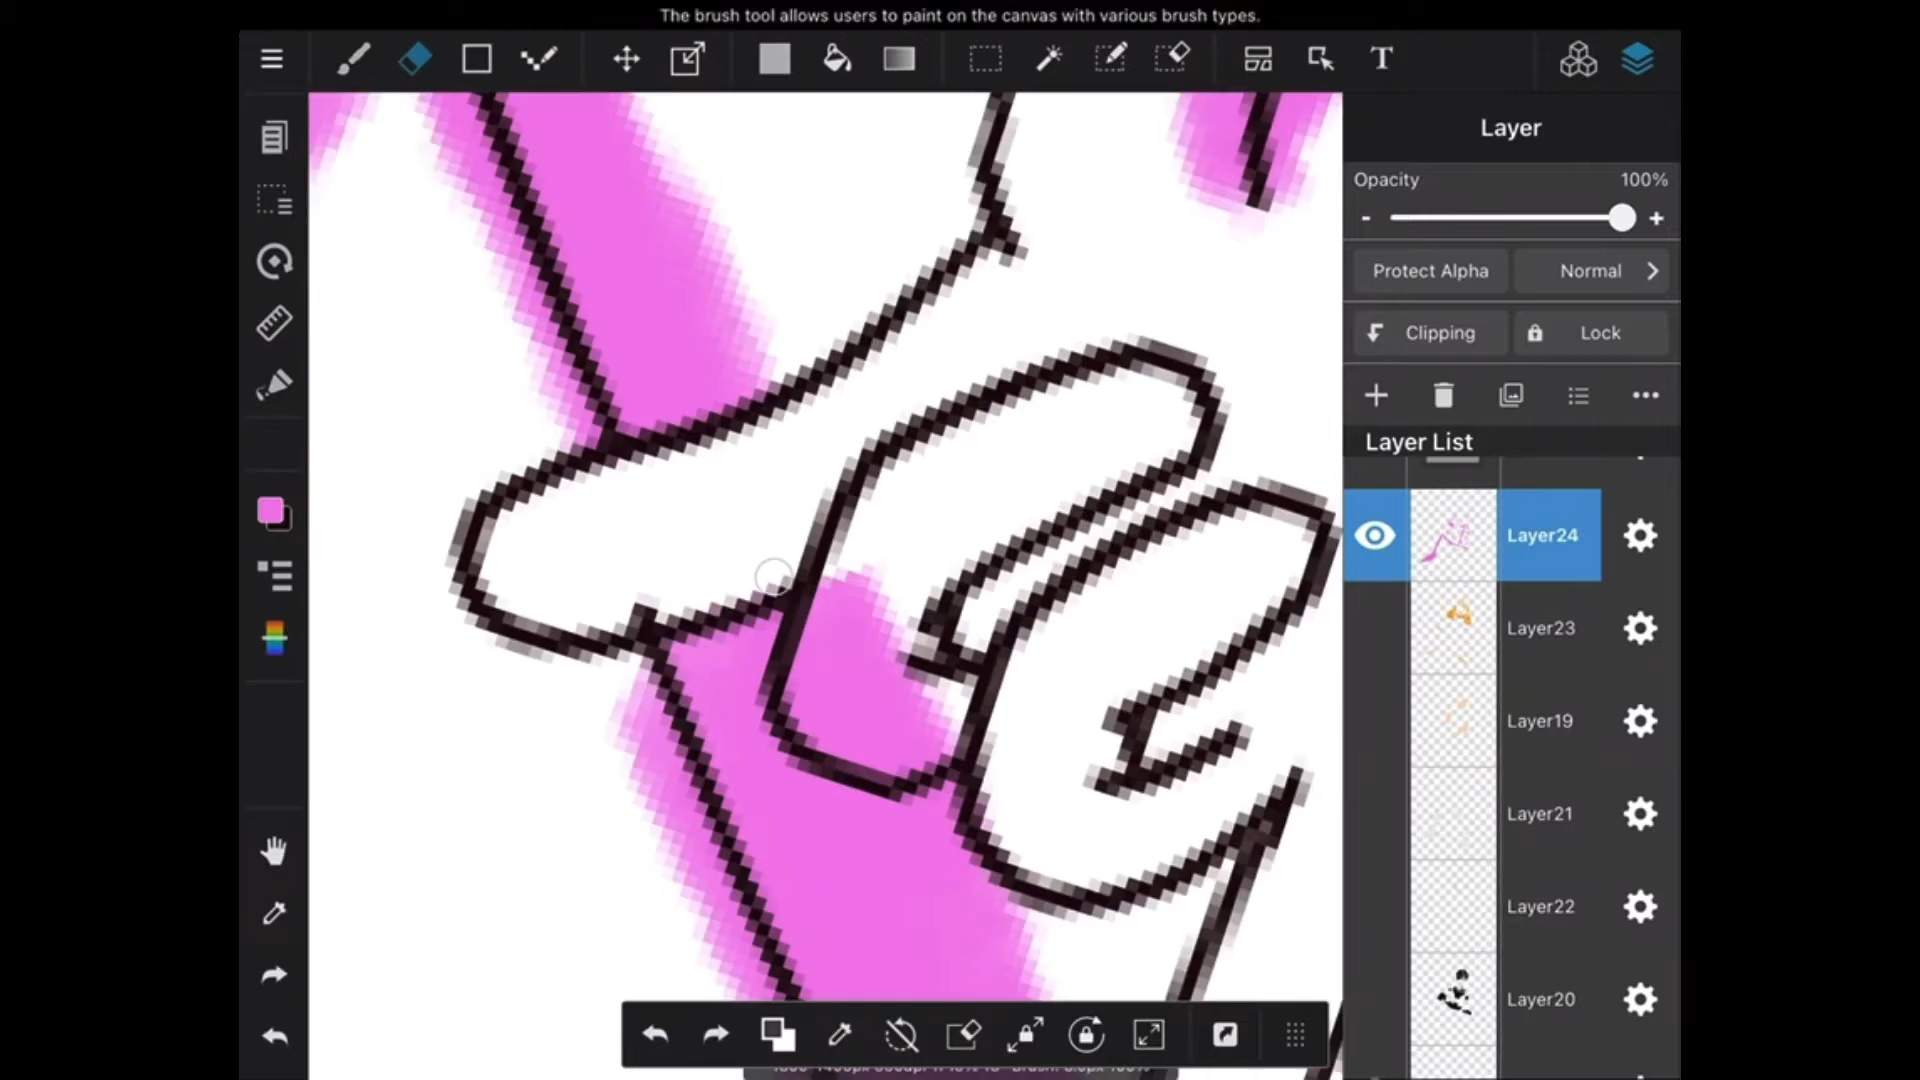 The brush tool allows users to paint on the canvas with various brush types.
T
Layer
Opacity 100%
- +
Protect Alpha Normal
Clipping Lock
Layer List
Layer24
Layer23
Layer19
Layer21
Layer22
Layer20